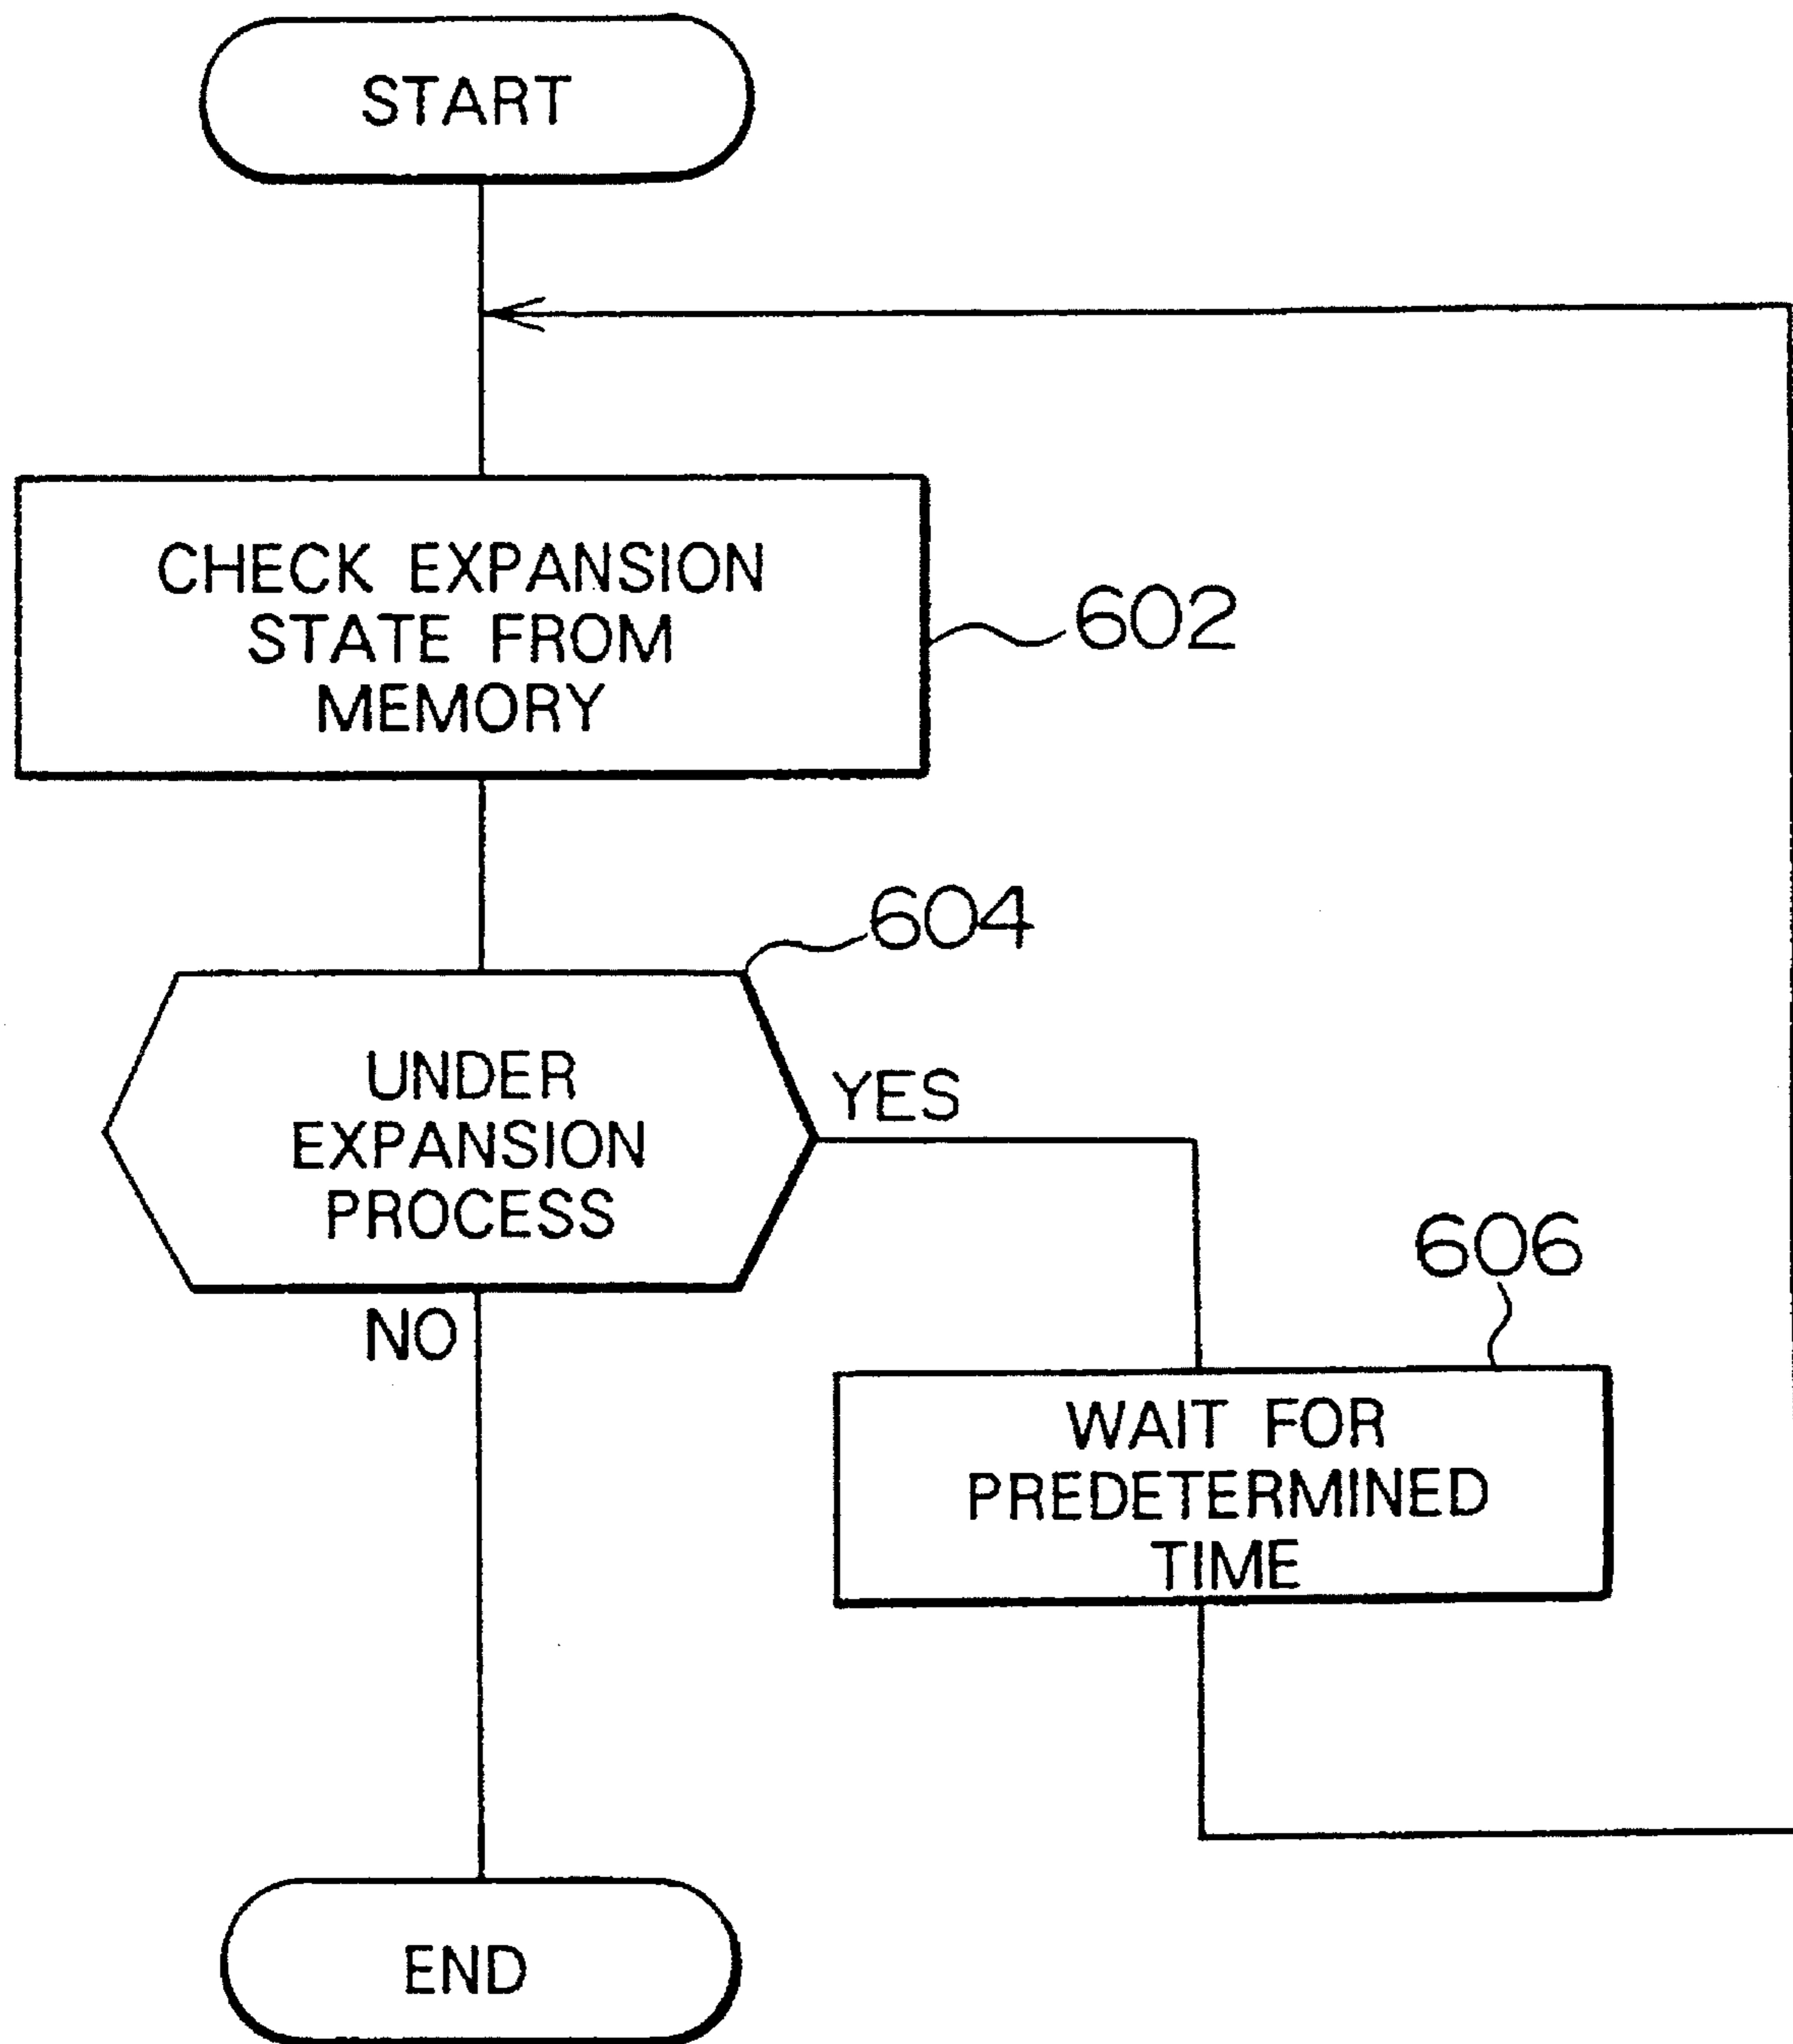 START
CHECK EXPANSION
STATE FROM
MEMORY
602
604
UNDER
EXPANSION
PROCESS
YES
NO
606
WAIT FOR
PREDETERMINED
TIME
END